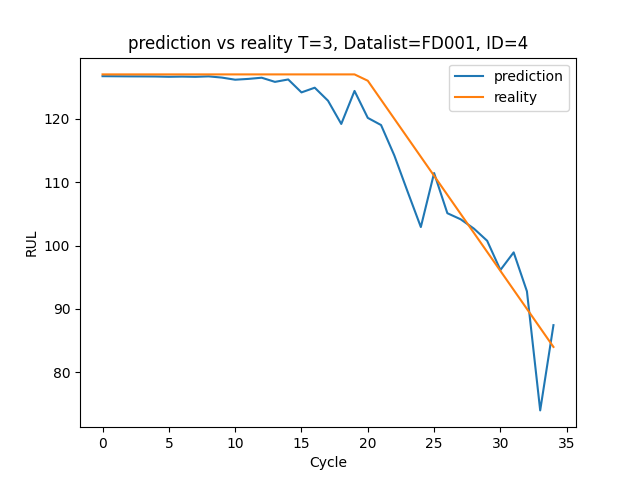 prediction vs reality T=3, Datalist=FD001, ID=4
prediction
reality
120
110
100
90
80
RUL
0 5 10 15 20 25 30 35
Cycle